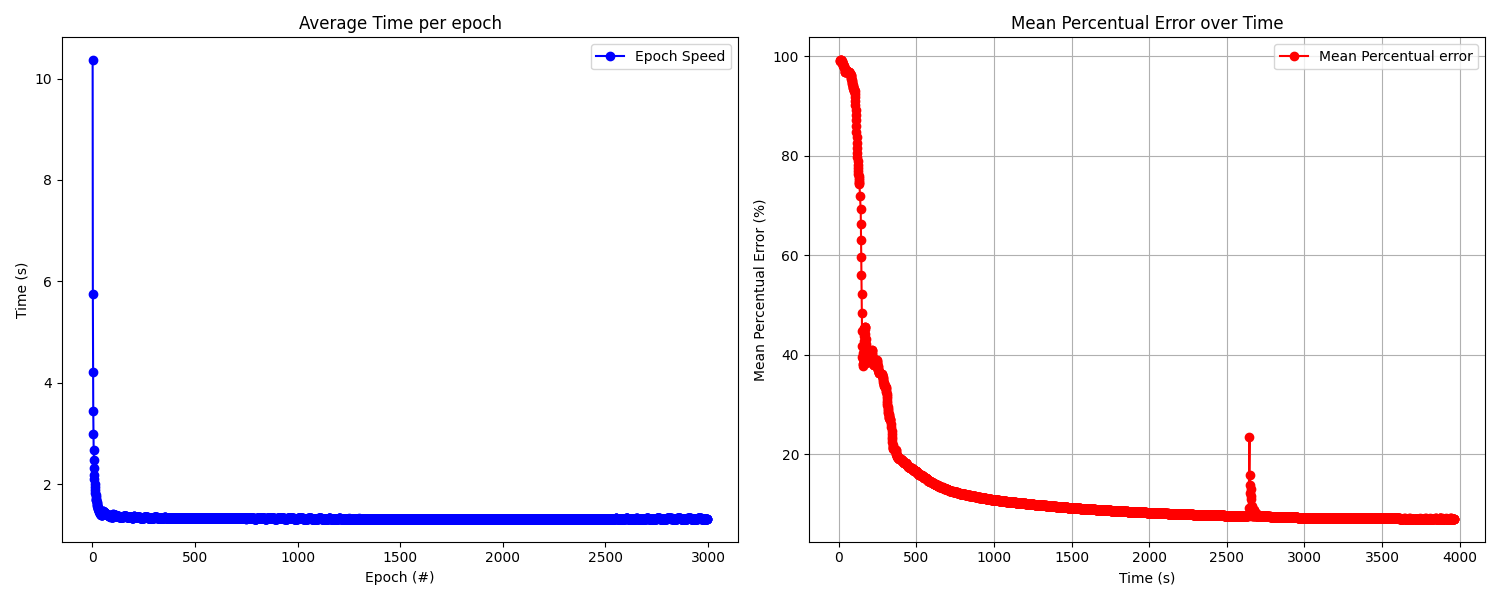 Average Time per epoch
Epoch Speed
10
8
6
4
2
Time (s)
0 500 1000 1500 2000 2500 3000
Epoch (#)
Mean Percentual Error over Time
Mean Percentual error
100
80
60
40
20
Mean Percentual Error (%)
0 500 1000 1500 2000 2500 3000 3500 4000
Time (s)